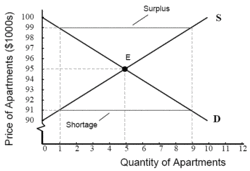 Surplus
Price of Apartments ($1000s)
100
99
98
97
96
95
94
93
92
91
90
S
E
Shortage
D
0 1 2 3 4 5 6 7 8 9 10 11 12
Quantity of Apartments